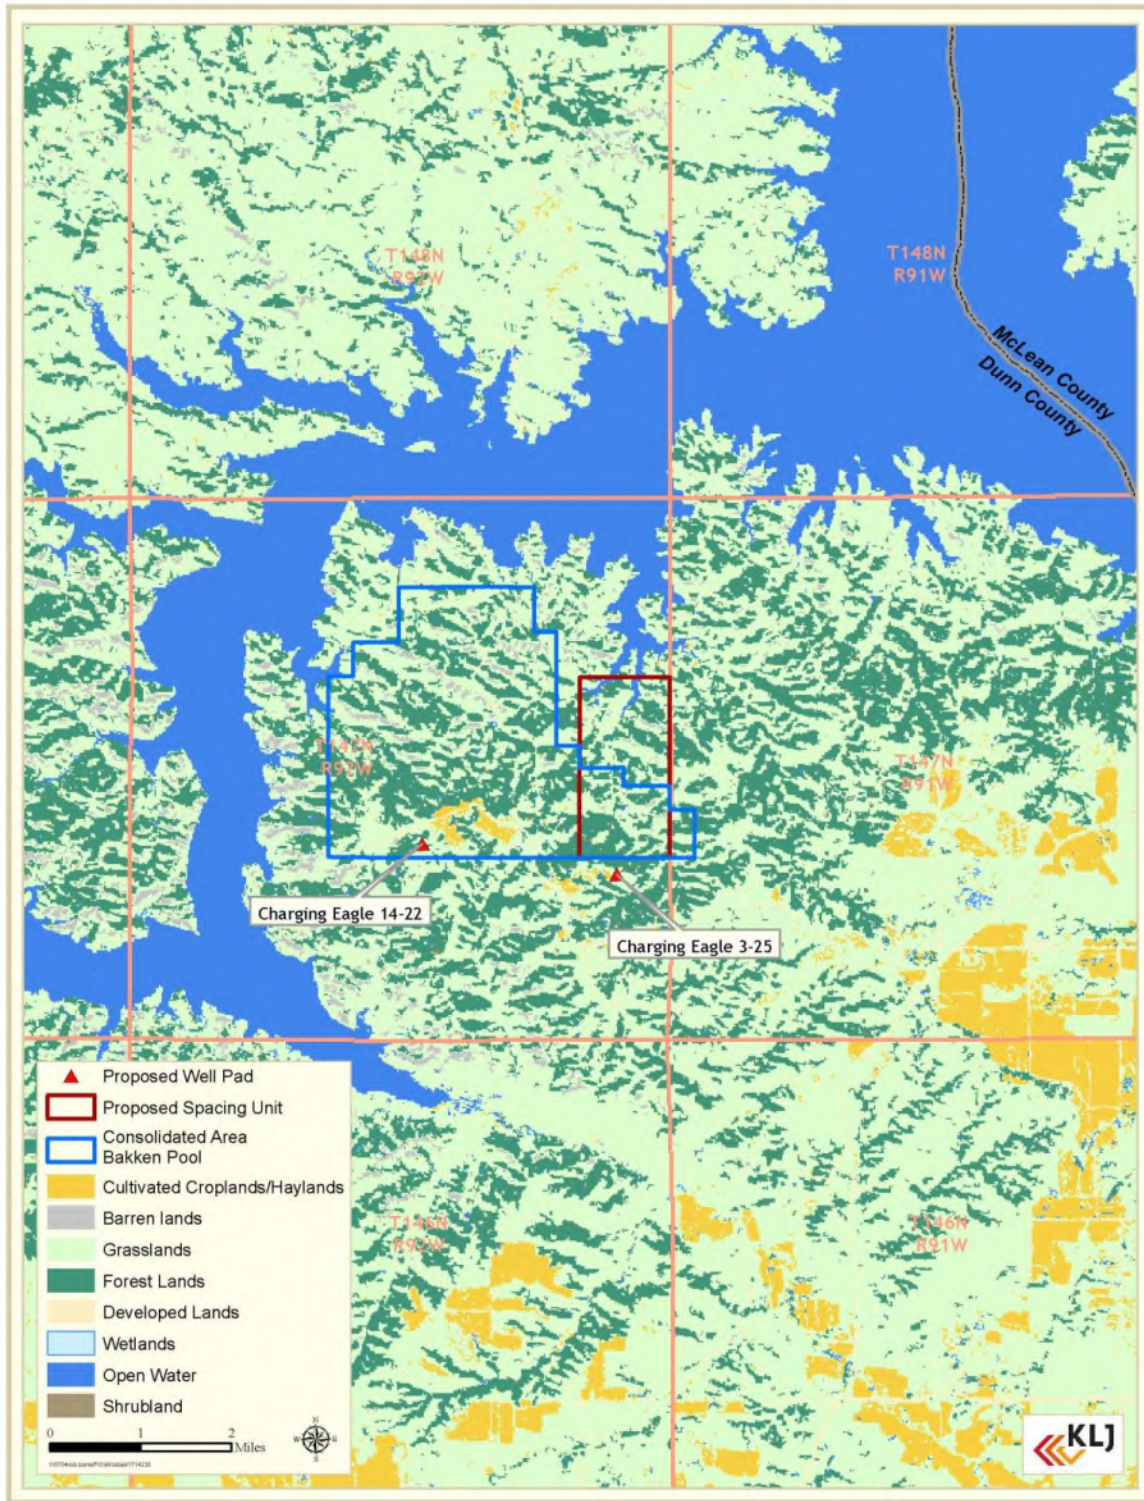 T148N
R92W
T148N
R91W
McLean County
Dunn County
T147N
R92W
T147N
R91W
Charging Eagle 14-22
Charging Eagle 3-25
Proposed Well Pad
Proposed Spacing Unit
Consolidated Area
Bakken Pool
Cultivated Croplands/Haylands
Barren lands
Grasslands
Forest Lands
Developed Lands
Wetlands
Open Water
Shrubland
T146N
R92W
T146N
R91W
0 1 2
Miles
N
W E
S
KLJ